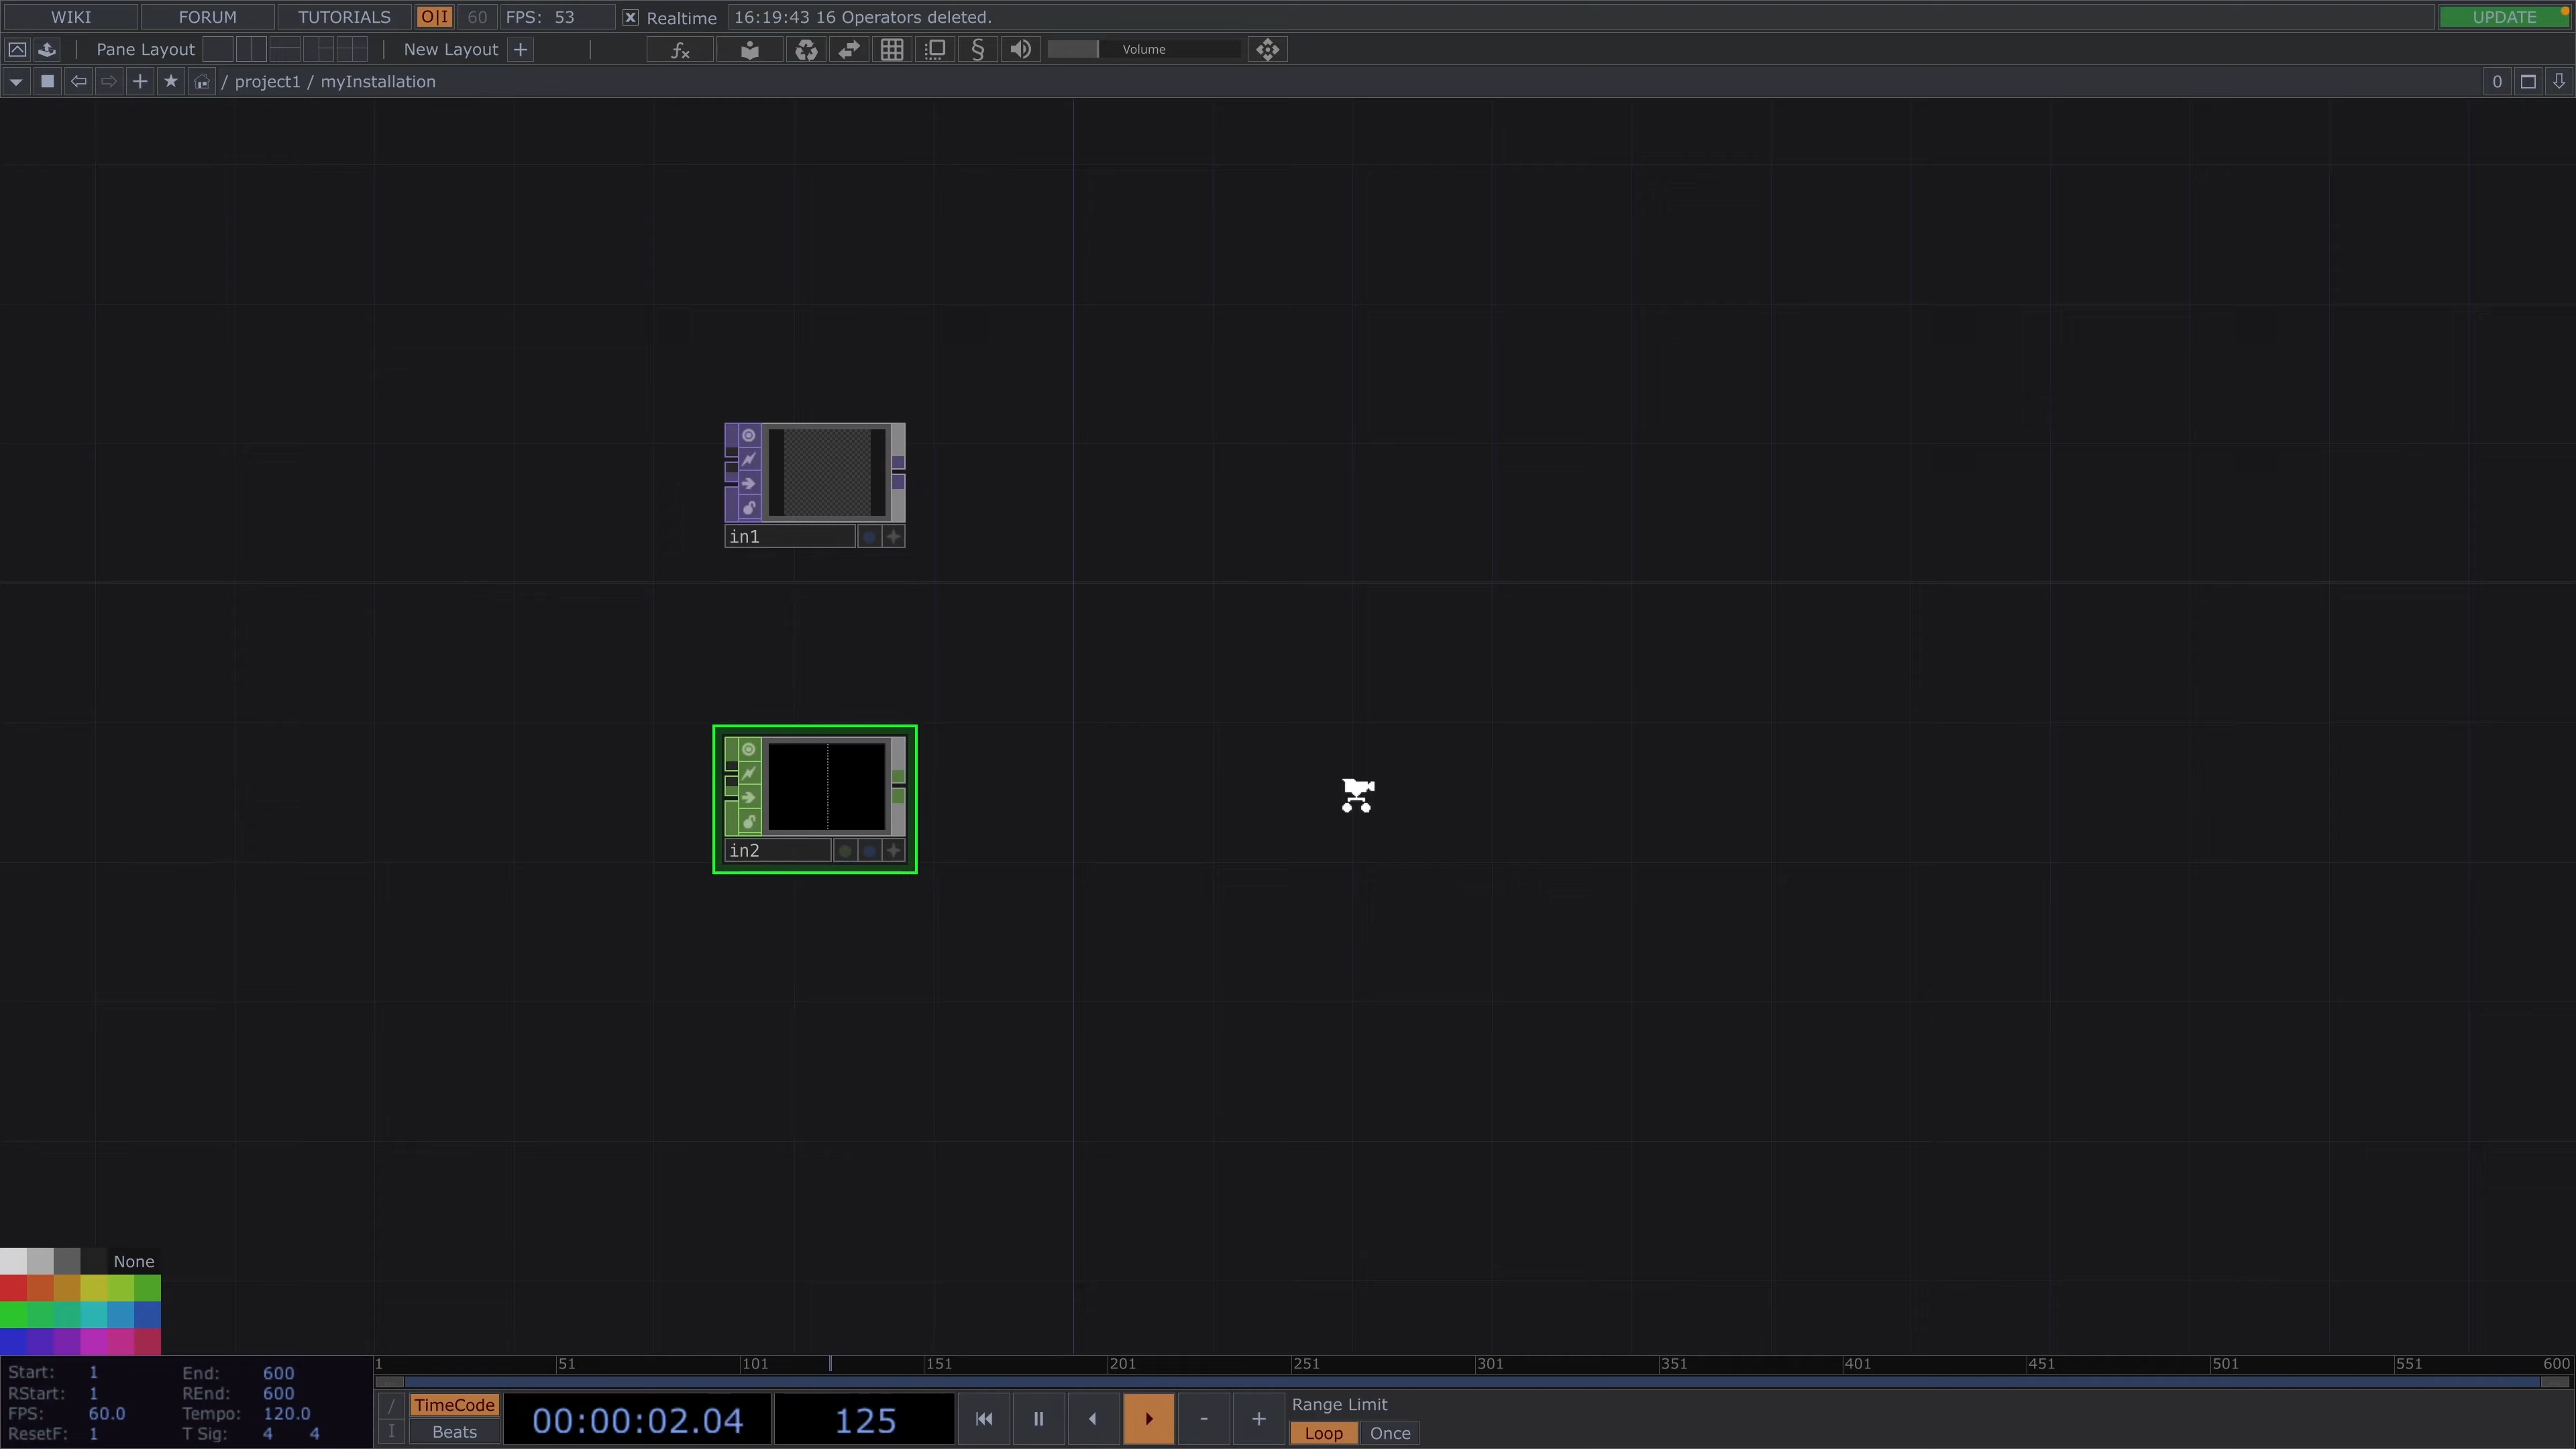 WIKI FORUM TUTORIALS O|I 60 FPS: 53 X Realtime 16:19:43 16 Operators deleted. UPDATE
Pane Layout New Layout + fx § Volume
+ / project1 / myInstallation 0
in1
in2
None
1 51 101 151 201 251 301 351 401 451 501 551 600
Start: 1 End: 600
RStart: 1 REnd: 600
FPS: 60.0 Tempo: 120.0
ResetF: 1 T Sig: 4 4
/ TimeCode 00:00:02.04 125 - + Range Limit
I Beats Loop Once